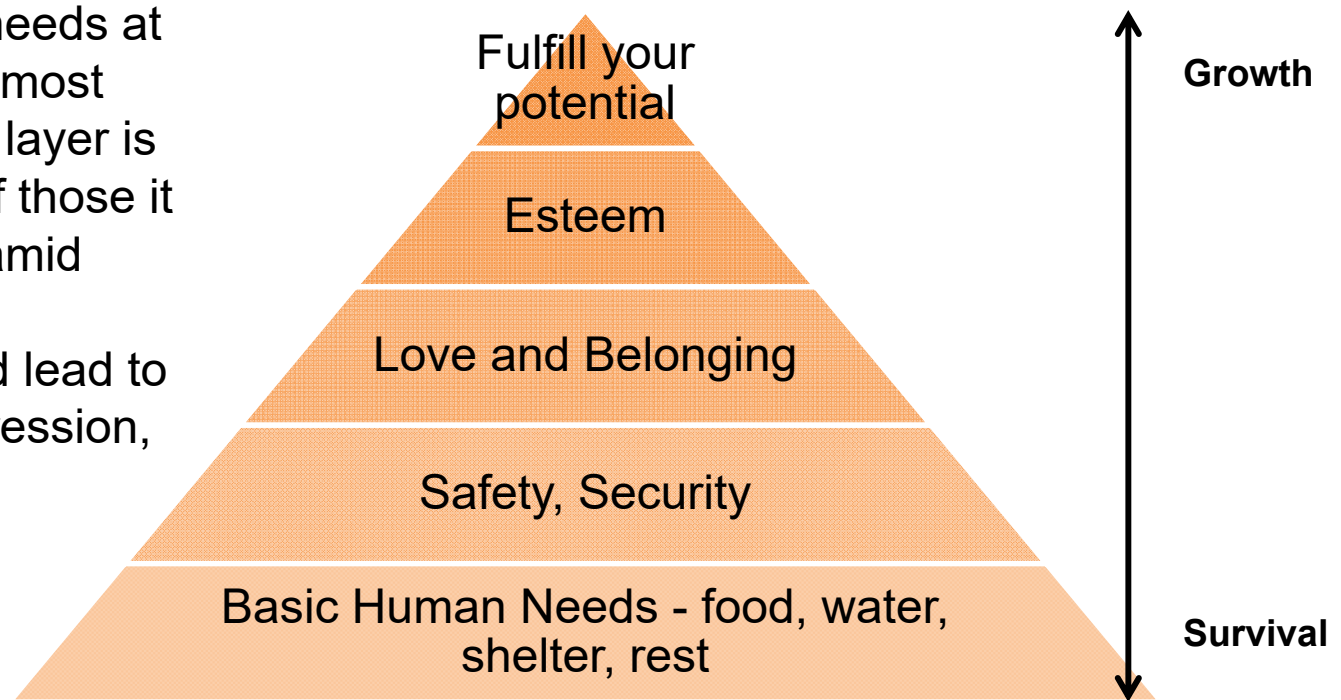 needs at
most
layer is
f those it
amid
d lead to
ression,
Fulfill your
potential
Esteem
Love and Belonging
Safety, Security
Basic Human Needs - food, water,
shelter, rest
Growth
Survival